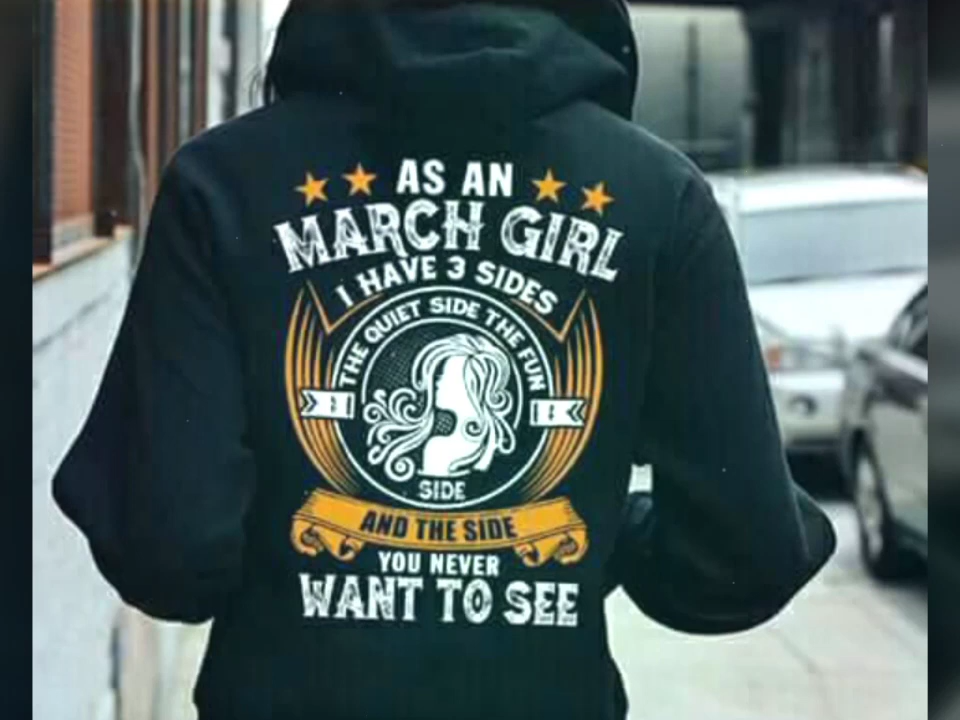 AS AN
MARCH GIRL
I HAVE 3 SIDES
THE QUIET SIDE THE FUN
SIDE
AND THE SIDE
YOU NEVER
WANT TO SEE